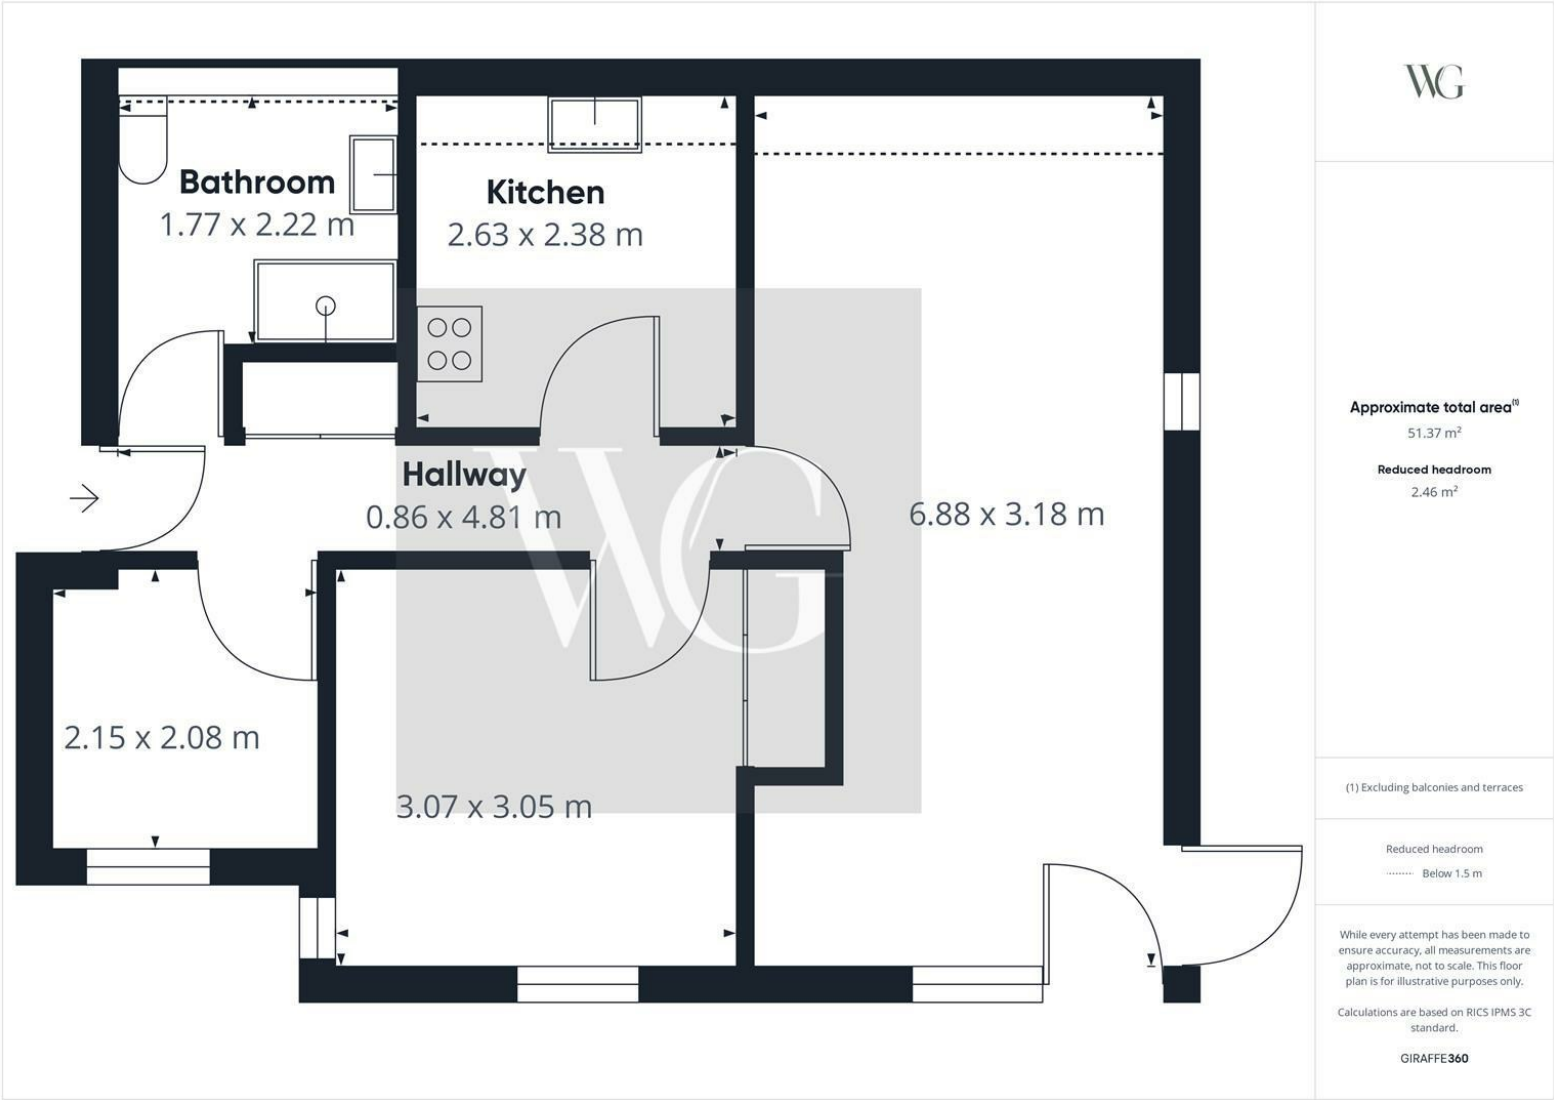 Bathroom
1.77 x 2.22 m
Kitchen
2.63 x 2.38 m
Hallway
0.86 x 4.81 m
6.88 x 3.18 m
2.15 x 2.08 m
3.07 x 3.05 m
WG
WG
Approximate total area⁽¹⁾
51.37 m²
Reduced headroom
2.46 m²
(1) Excluding balconies and terraces
Reduced headroom
Below 1.5 m
While every attempt has been made to
ensure accuracy, all measurements are
approximate, not to scale. This floor
plan is for illustrative purposes only.
Calculations are based on RICS IPMS 3C
standard.
GIRAFFE360